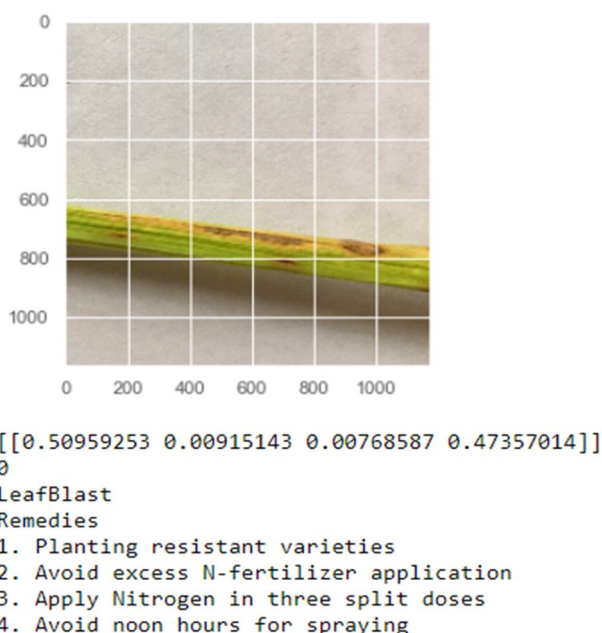 0
200
400
600
800
1000
0 200 400 600 800 1000
[[0.50959253 0.00915143 0.00768587 0.47357014]]
0
LeafBlast
Remedies
1. Planting resistant varieties
2. Avoid excess N-fertilizer application
3. Apply Nitrogen in three split doses
4. Avoid noon hours for spraying